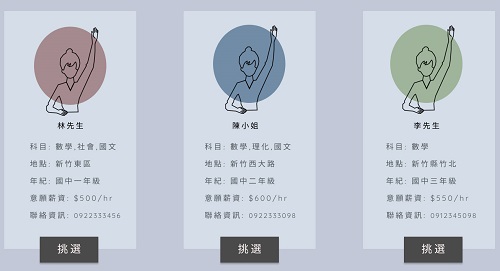 林先生
科目: 數學,社會,國文
地點: 新竹東區
年紀: 國中一年級
意願薪資: $500/hr
聯絡資訊: 0922333456
挑選
陳小姐
科目: 數學,理化,國文
地點: 新竹西大路
年紀: 國中二年級
意願薪資: $600/hr
聯絡資訊: 0922333098
挑選
李先生
科目: 數學
地點: 新竹縣竹北
年紀: 國中三年級
意願薪資: $550/hr
聯絡資訊: 0912345098
挑選